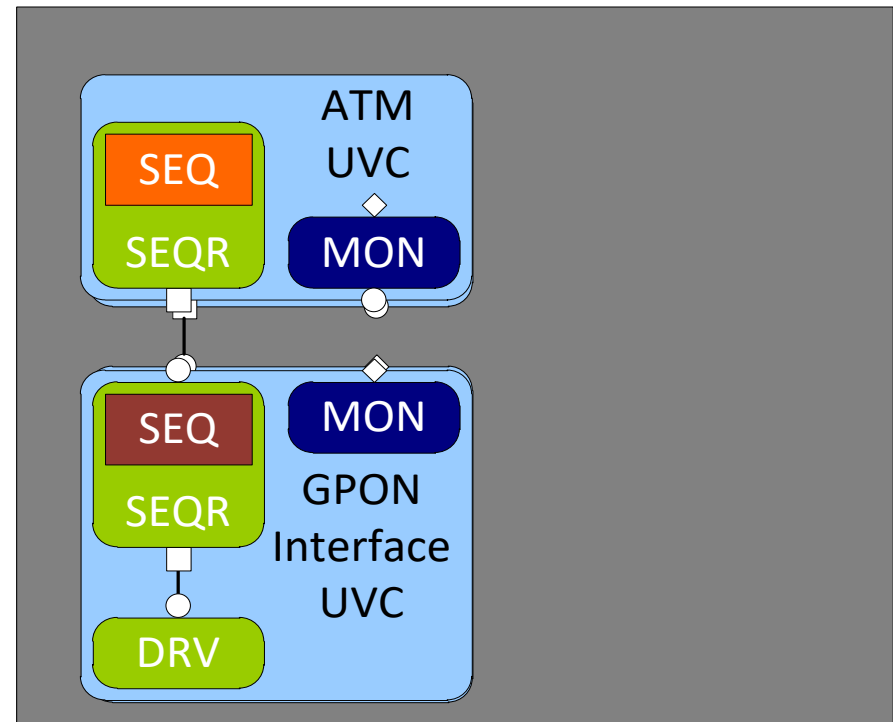 ATM
UVC
SEQ
SEQR
MON
SEQ
SEQR
MON
GPON
Interface
UVC
DRV